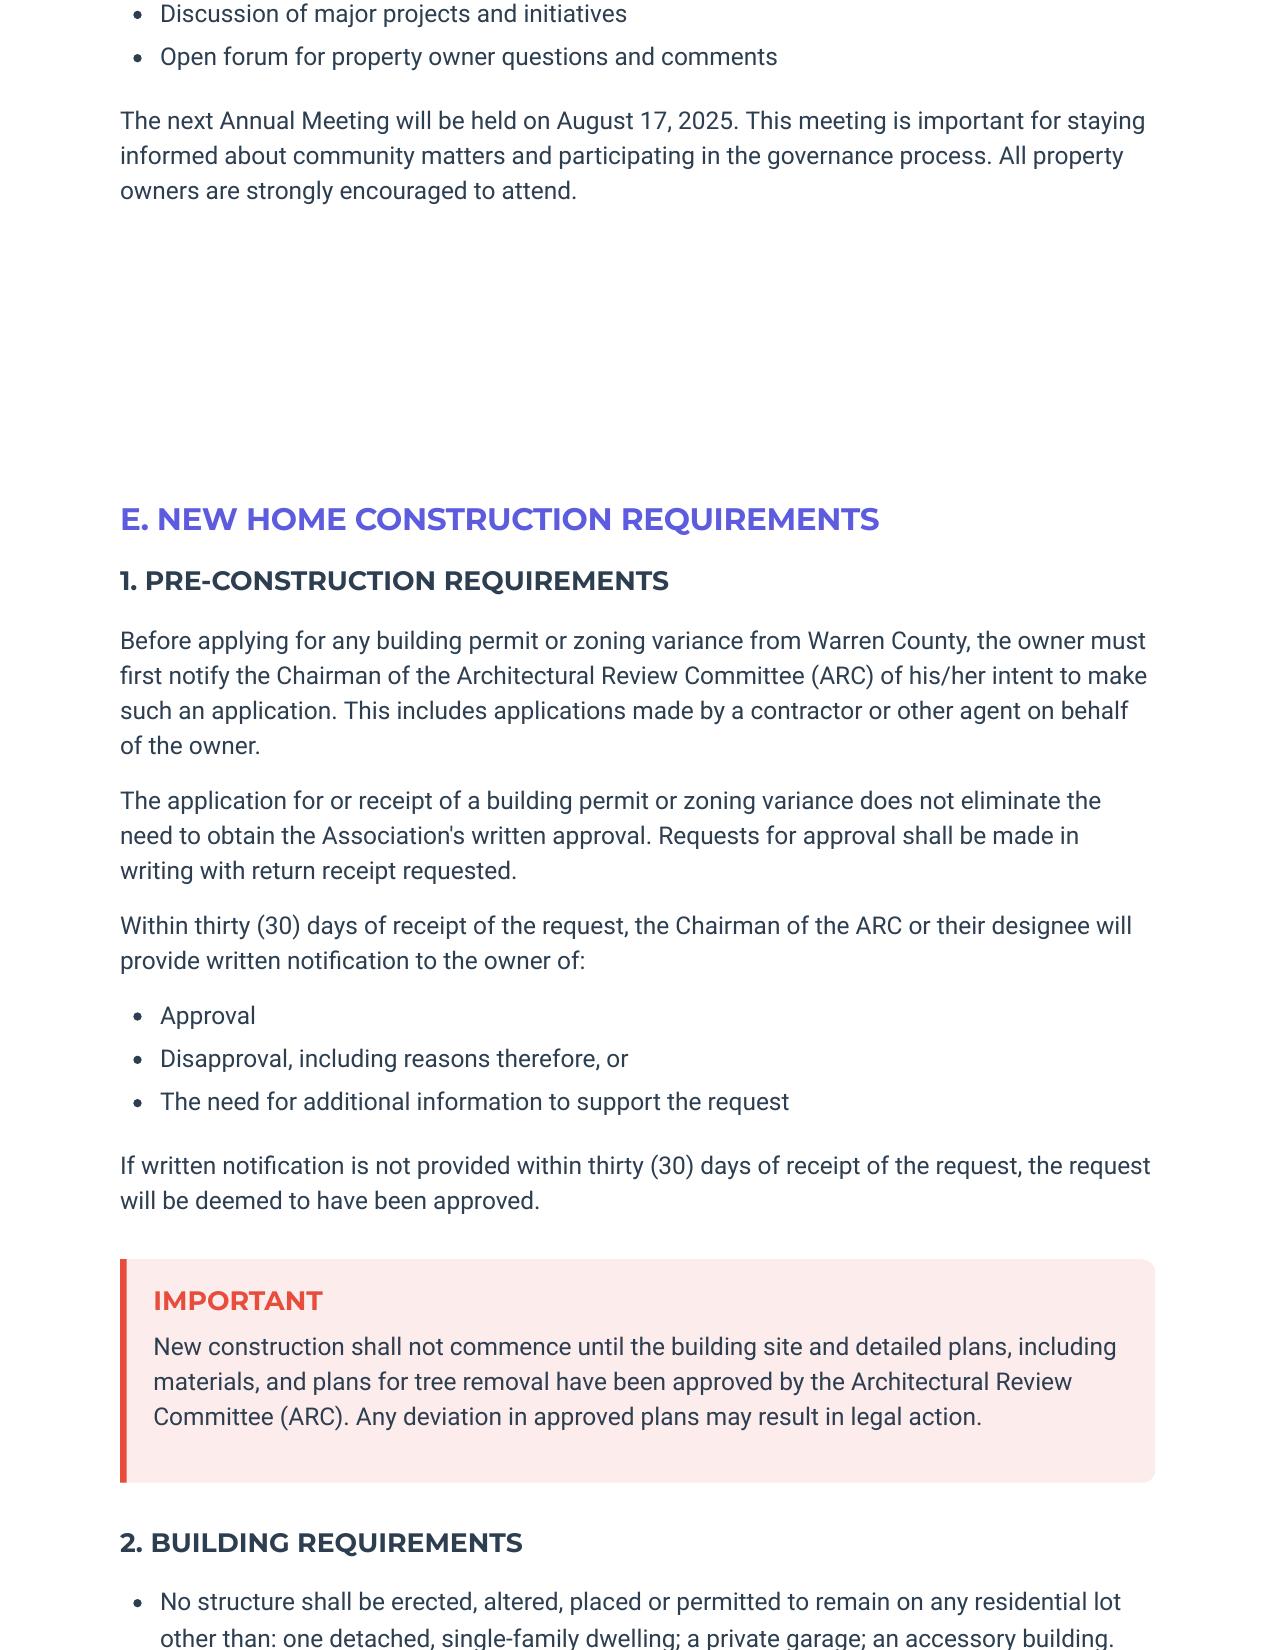 • Discussion of major projects and initiatives
• Open forum for property owner questions and comments
The next Annual Meeting will be held on August 17, 2025. This meeting is important for staying
informed about community matters and participating in the governance process. All property
owners are strongly encouraged to attend.
E. NEW HOME CONSTRUCTION REQUIREMENTS
1. PRE-CONSTRUCTION REQUIREMENTS
Before applying for any building permit or zoning variance from Warren County, the owner must
first notify the Chairman of the Architectural Review Committee (ARC) of his/her intent to make
such an application. This includes applications made by a contractor or other agent on behalf
of the owner.
The application for or receipt of a building permit or zoning variance does not eliminate the
need to obtain the Association's written approval. Requests for approval shall be made in
writing with return receipt requested.
Within thirty (30) days of receipt of the request, the Chairman of the ARC or their designee will
provide written notification to the owner of:
• Approval
• Disapproval, including reasons therefore, or
• The need for additional information to support the request
If written notification is not provided within thirty (30) days of receipt of the request, the request
will be deemed to have been approved.
IMPORTANT
New construction shall not commence until the building site and detailed plans, including
materials, and plans for tree removal have been approved by the Architectural Review
Committee (ARC). Any deviation in approved plans may result in legal action.
2. BUILDING REQUIREMENTS
• No structure shall be erected, altered, placed or permitted to remain on any residential lot
other than: one detached, single-family dwelling; a private garage; an accessory building.